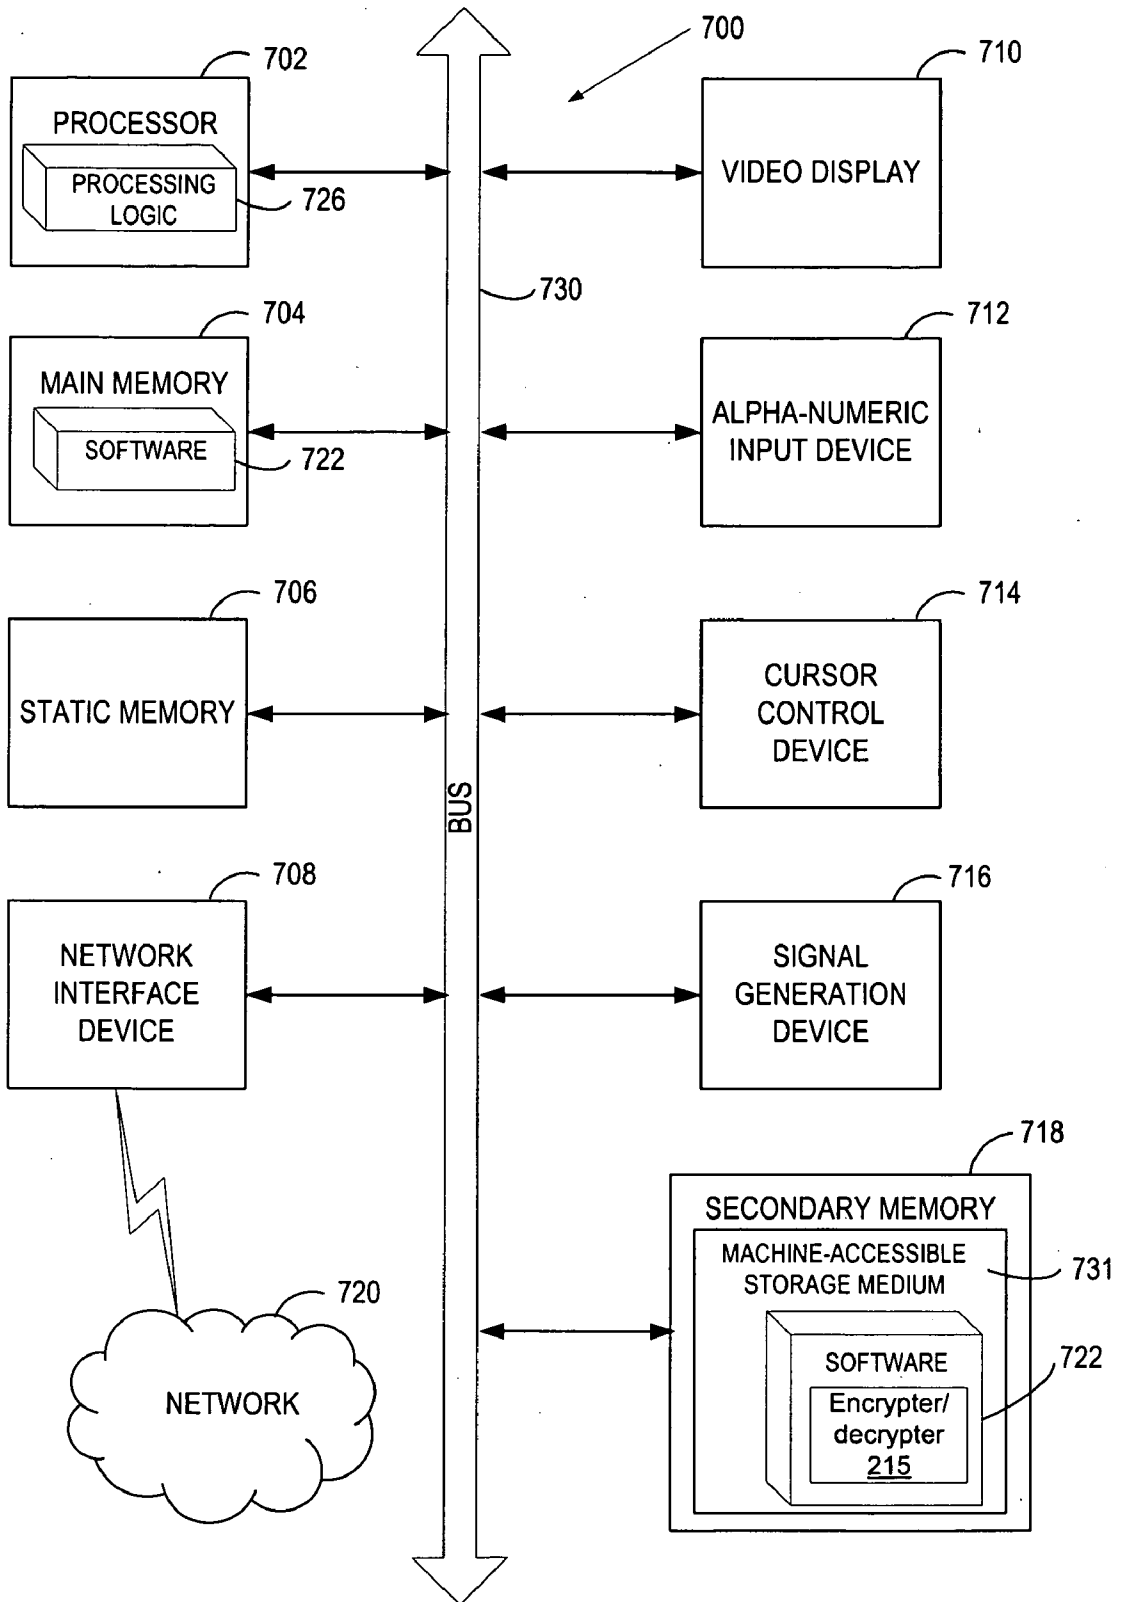 700
702
PROCESSOR
PROCESSING
LOGIC
726
710
VIDEO DISPLAY
730
704
MAIN MEMORY
SOFTWARE
722
712
ALPHA-NUMERIC
INPUT DEVICE
706
STATIC MEMORY
714
CURSOR
CONTROL
DEVICE
BUS
708
NETWORK
INTERFACE
DEVICE
716
SIGNAL
GENERATION
DEVICE
718
SECONDARY MEMORY
MACHINE-ACCESSIBLE
STORAGE MEDIUM
731
SOFTWARE
722
Encrypter/
decrypter
215
720
NETWORK